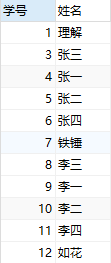 学号 姓名
1 理解
3 张三
4 张一
5 张二
6 张四
7 铁锤
8 李三
9 李一
10 李二
11 李四
12 如花